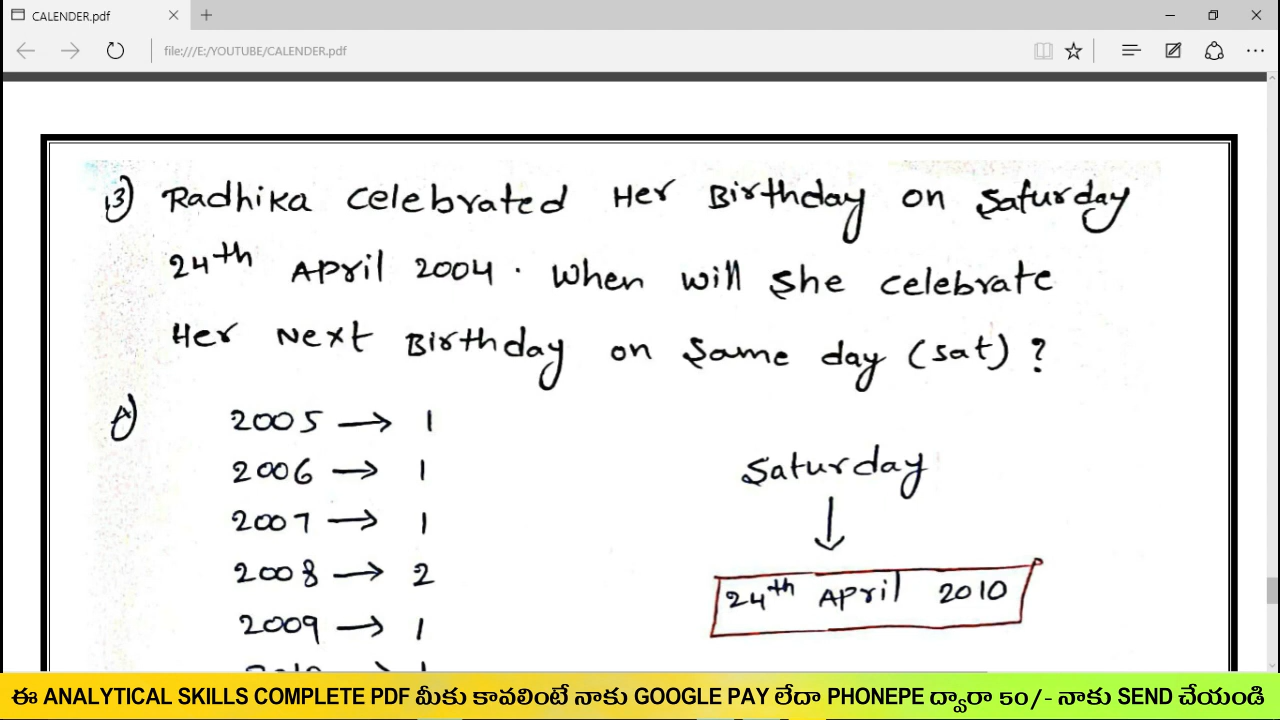 CALENDER.pdf
file:///E:/YOUTUBE/CALENDER.pdf
13) Radhika celebrated Her Birthday on Saturday
24th April 2004. When will she celebrate
Her Next Birthday on same day (sat) ?
A) 2005 → 1
2006 → 1
2007 → 1
2008 → 2
2009 → 1
Saturday
↓
24th April 2010
ఈ ANALYTICAL SKILLS COMPLETE PDF మీకు కావలింటే నాకు GOOGLE PAY లేదా PHONEPE ద్వారా 50/- నాకు SEND చేయండి